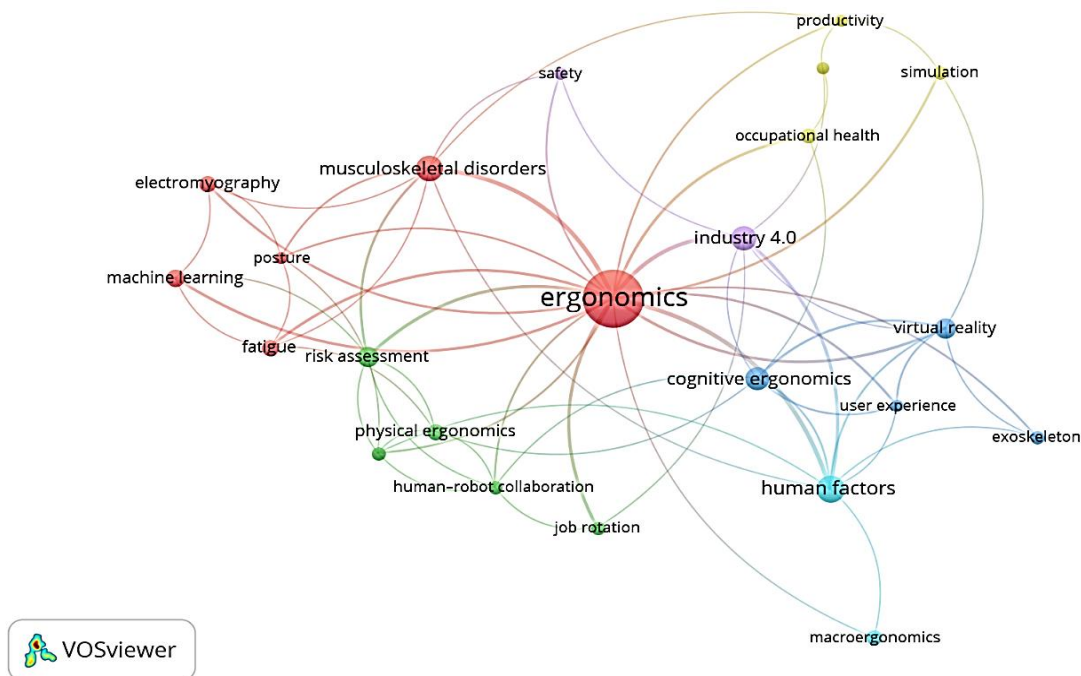 productivity
safety
simulation
occupational health
musculoskeletal disorders
electromyography
industry 4.0
posture
machine learning
ergonomics
virtual reality
fatigue
risk assessment
cognitive ergonomics
user experience
physical ergonomics
exoskeleton
human–robot collaboration
human factors
job rotation
macroergonomics
VOSviewer